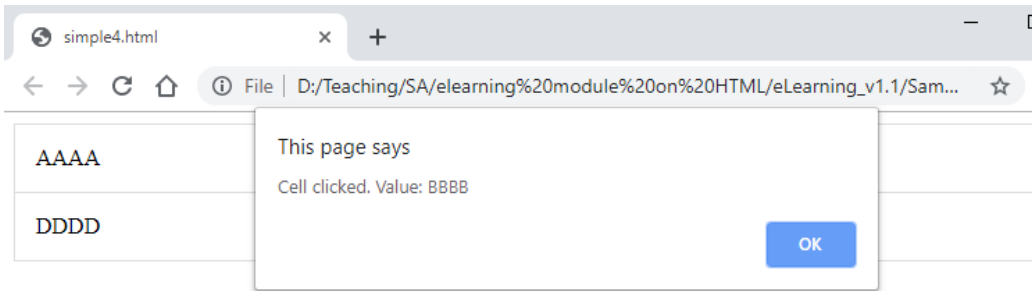 simple4.html
File D:/Teaching/SA/elearning%20module%20on%20HTML/eLearning_v1.1/Sam...
This page says
AAAA
Cell clicked. Value: BBBB
DDDD
OK